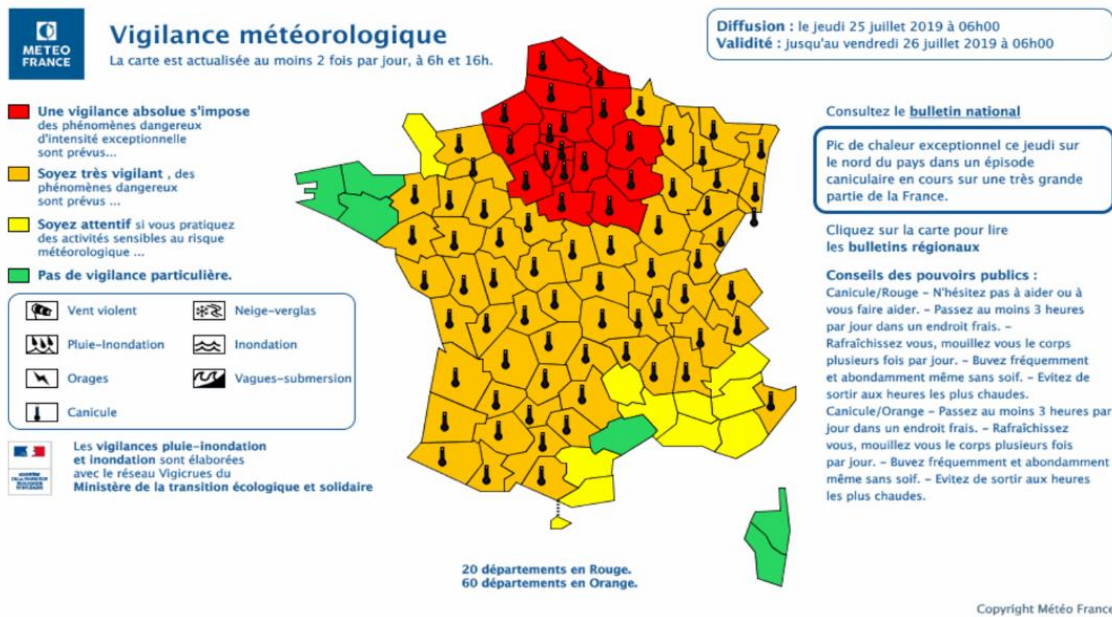 METEO
FRANCE
Vigilance météorologique
La carte est actualisée au moins 2 fois par jour, à 6h et 16h.
Diffusion : le jeudi 25 juillet 2019 à 06h00
Validité : jusqu'au vendredi 26 juillet 2019 à 06h00
Une vigilance absolue s'impose
des phénomènes dangereux
d'intensité exceptionnelle
sont prévus...
Soyez très vigilant , des
phénomènes dangereux
sont prévus ...
Soyez attentif si vous pratiquez
des activités sensibles au risque
météorologique ...
Pas de vigilance particulière.
Vent violent
Neige-verglas
Pluie-Inondation
Inondation
Orages
Vagues-submersion
Canicule
Les vigilances pluie-inondation
et inondation sont élaborées
avec le réseau Vigicrues du
Ministère de la transition écologique et solidaire
20 départements en Rouge.
60 départements en Orange.
Consultez le bulletin national
Pic de chaleur exceptionnel ce jeudi sur
le nord du pays dans un épisode
caniculaire en cours sur une très grande
partie de la France.
Cliquez sur la carte pour lire
les bulletins régionaux
Conseils des pouvoirs publics :
Canicule/Rouge – N'hésitez pas à aider ou à
vous faire aider. – Passez au moins 3 heures
par jour dans un endroit frais. –
Rafraîchissez vous, mouillez vous le corps
plusieurs fois par jour. – Buvez fréquemment
et abondamment même sans soif. – Evitez de
sortir aux heures les plus chaudes.
Canicule/Orange – Passez au moins 3 heures par
jour dans un endroit frais. – Rafraîchissez
vous, mouillez vous le corps plusieurs fois
par jour. – Buvez fréquemment et abondamment
même sans soif. – Evitez de sortir aux heures
les plus chaudes.
Copyright Météo France